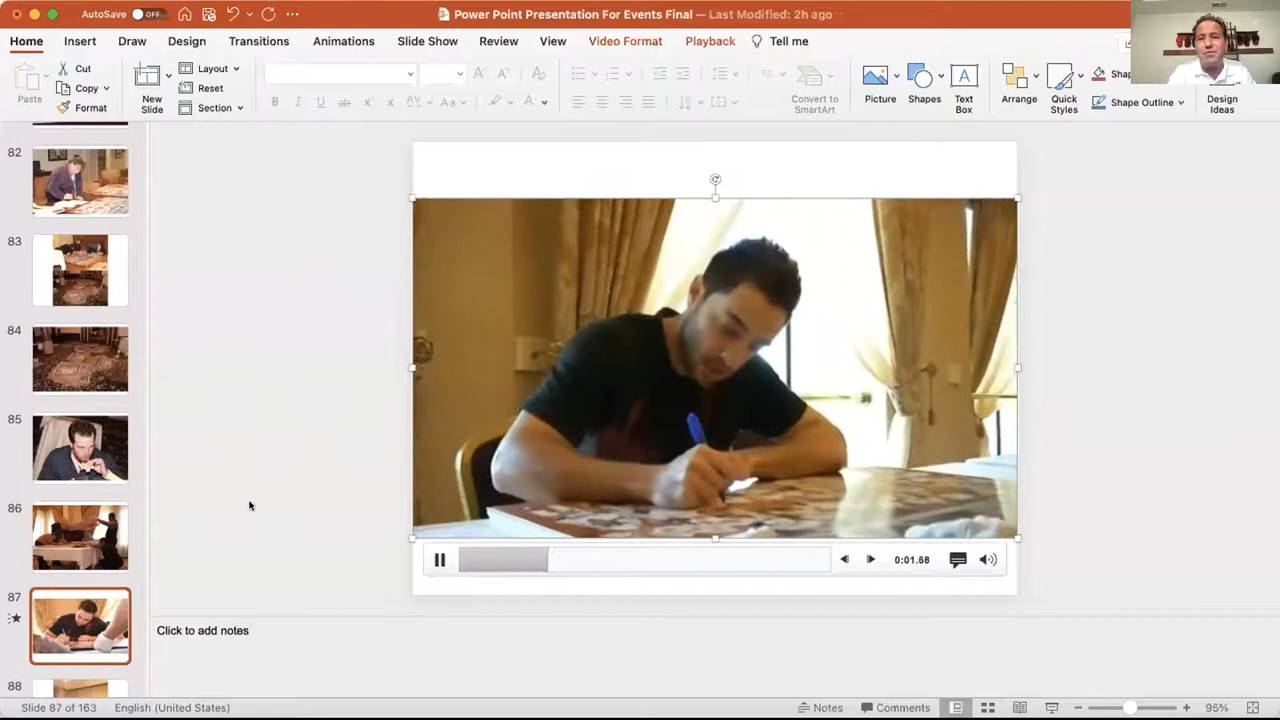 AutoSave OFF
Power Point Presentation For Events Final — Last Modified: 2h ago
Home Insert Draw Design Transitions Animations Slide Show Review View Video Format Playback Tell me
Paste
Cut
Copy
Format
New Slide
Layout
Reset
Section
Convert to SmartArt
Picture
Shapes
Text Box
Arrange
Quick Styles
Shape Outline
Design Ideas
82
83
84
85
86
87
88
0:01.68
Click to add notes
Slide 87 of 163 English (United States) Notes Comments 95%